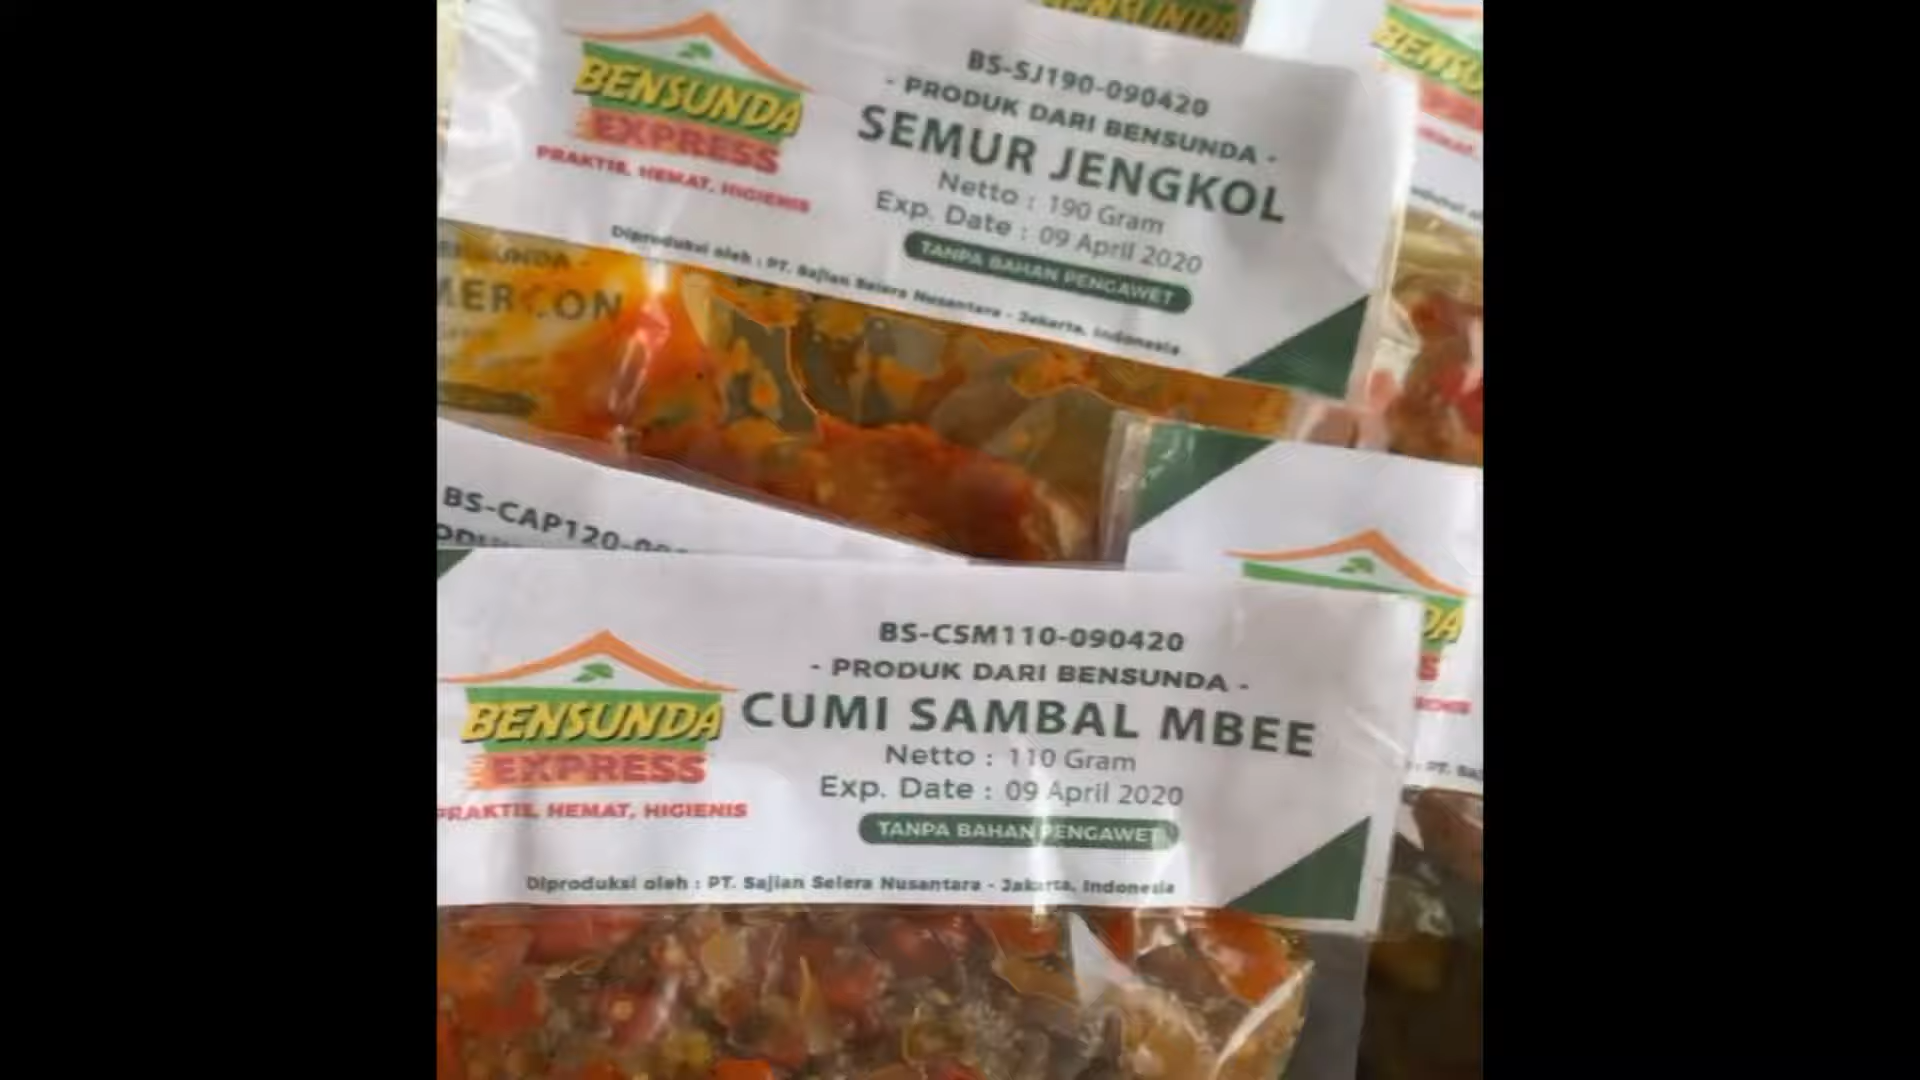 BENSUNDA
BENSUNDA
EXPRESS
PRAKTIS, HEMAT, HIGIENIS
BS-SJ190-090420
- PRODUK DARI BENSUNDA -
SEMUR JENGKOL
Netto : 190 Gram
Exp. Date : 09 April 2020
TANPA BAHAN PENGAWET
Diproduksi oleh : PT. Sajian Selera Nusantara - Jakarta, Indonesia
MERCON
BS-CAP120-09
BENSUNDA
EXPRESS
PRAKTIS, HEMAT, HIGIENIS
BS-CSM110-090420
- PRODUK DARI BENSUNDA -
CUMI SAMBAL MBEE
Netto : 110 Gram
Exp. Date : 09 April 2020
TANPA BAHAN PENGAWET
Diproduksi oleh : PT. Sajian Selera Nusantara - Jakarta, Indonesia